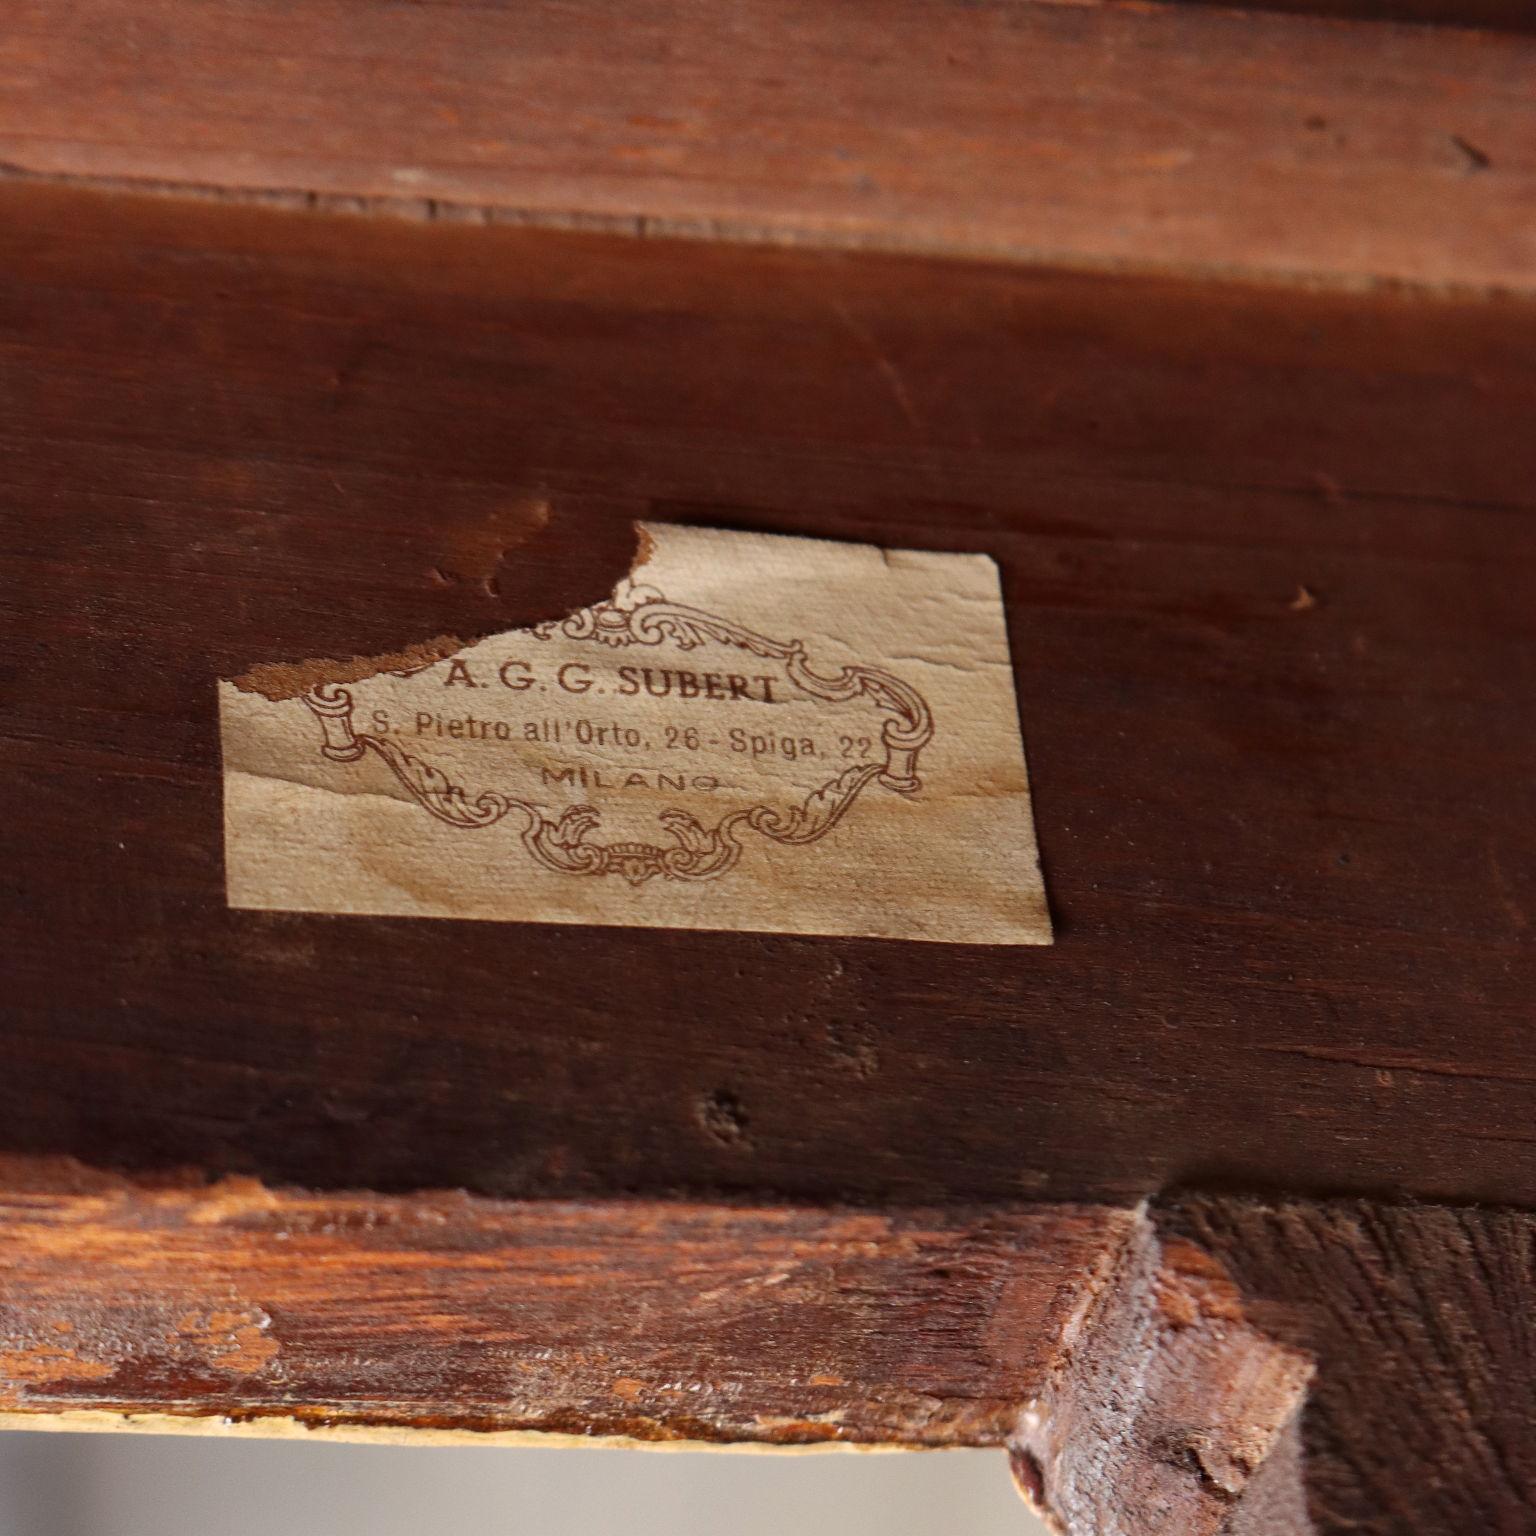 A. G. G. SUBERT
S. Pietro all'Orto, 26 - Spiga, 22
MILANO